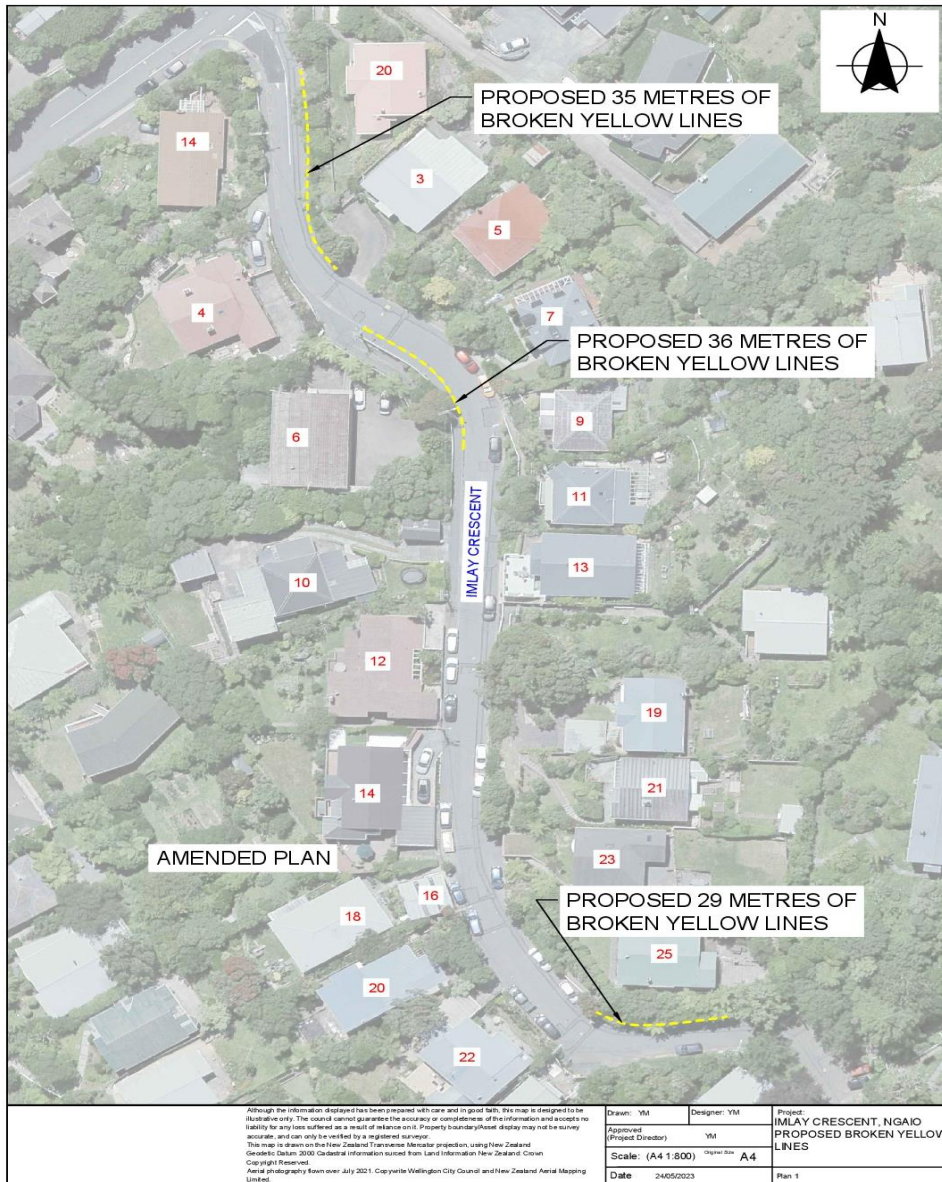 N
20
PROPOSED 35 METRES OF
BROKEN YELLOW LINES
14
3
5
4
7
PROPOSED 36 METRES OF
BROKEN YELLOW LINES
9
6
11
IMLAY CRESCENT
13
10
12
19
21
14
AMENDED PLAN
23
16
PROPOSED 29 METRES OF
BROKEN YELLOW LINES
18
25
20
22
Although the information displayed has been prepared with care and in good faith, this map is designed to be
illustrative only. The council cannot guarantee the accuracy or completeness of the information and accepts no
liability for any loss suffered as a result of reliance on it. Property boundary/Asset display may not be survey
accurate, and can only be verified by a registered surveyor.
This map is drawn on the New Zealand Transverse Mercator projection, using New Zealand
Geodetic Datum 2000 Cadastral information surced from Land Information New Zealand. Crown
Copyright Reserved.
Aerial photography flown over July 2021. Copywrite Wellington City Council and New Zealand Aerial Mapping
Limited.
Drawn: YM
Designer: YM
Approved
(Project Director) YM
Scale: (A4 1:800) Original Size A4
Date 24/05/2023
Project:
IMLAY CRESCENT, NGAIO
PROPOSED BROKEN YELLOW
LINES
Plan 1